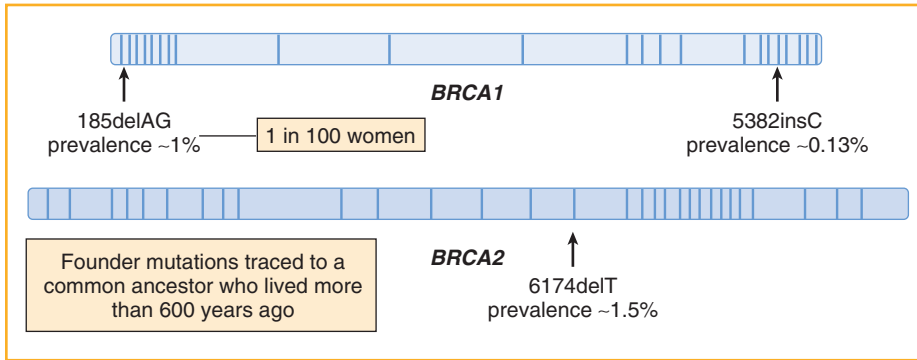 BRCA1
185delAG
prevalence ~1%
1 in 100 women
5382insC
prevalence ~0.13%
Founder mutations traced to a
common ancestor who lived more
than 600 years ago
BRCA2
6174delT
prevalence ~1.5%